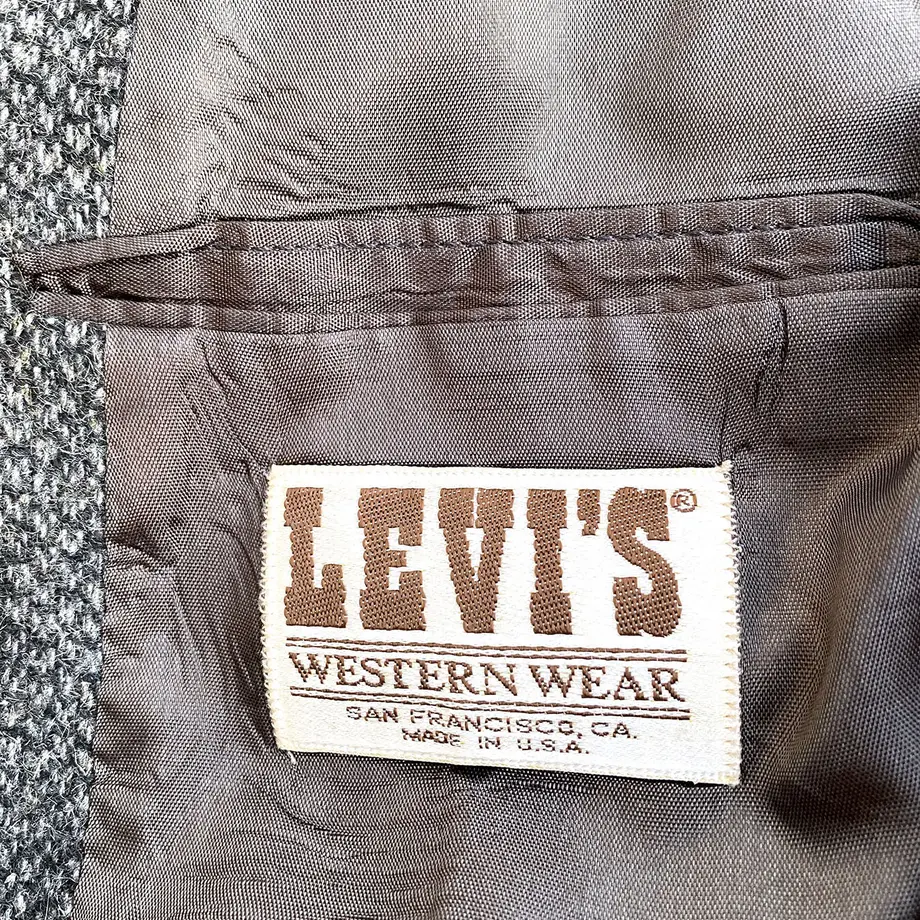 LEVI'S®
WESTERN WEAR
SAN FRANCISCO, CA.
MADE IN U.S.A.